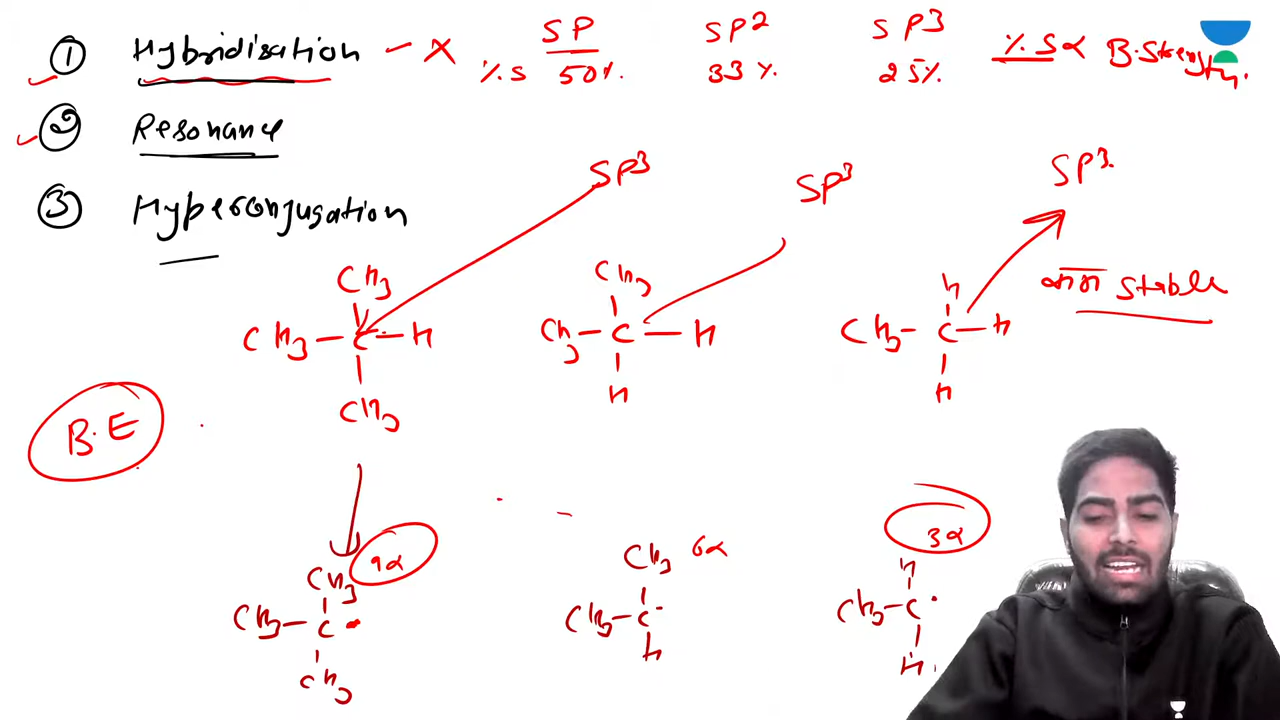 ① Hybridisation - X
SP SP2 SP3
%S 50%. 33 %. 25%
%S α B.Strength.
② Resonance
③ Hyperconjugation
SP3 SP3 SP3.
CH3 CH3 H
CH3-C-H CH3-C-H CH3-C-H
CH3 H H
stable
B.E
9α 6α 3α
CH3 CH3 H
CH3-C• CH3-C• CH3-C•
CH3 H H